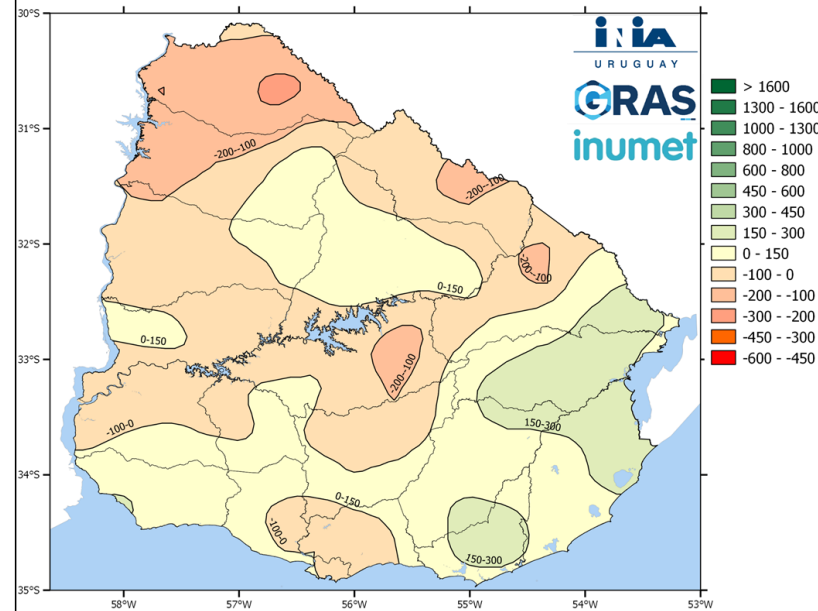 30°S
31°S
32°S
33°S
34°S
35°S
58°W
57°W
56°W
55°W
54°W
53°W
INIA
URUGUAY
GRAS
inumet
> 1600
1300 - 1600
1000 - 1300
800 - 1000
600 - 800
450 - 600
300 - 450
150 - 300
0 - 150
-100 - 0
-200 - -100
-300 - -200
-450 - -300
-600 - -450
-200--100
-200--100
-200--100
0-150
0-150
-200--100
-100-0
150-300
0-150
-100-0
150-300